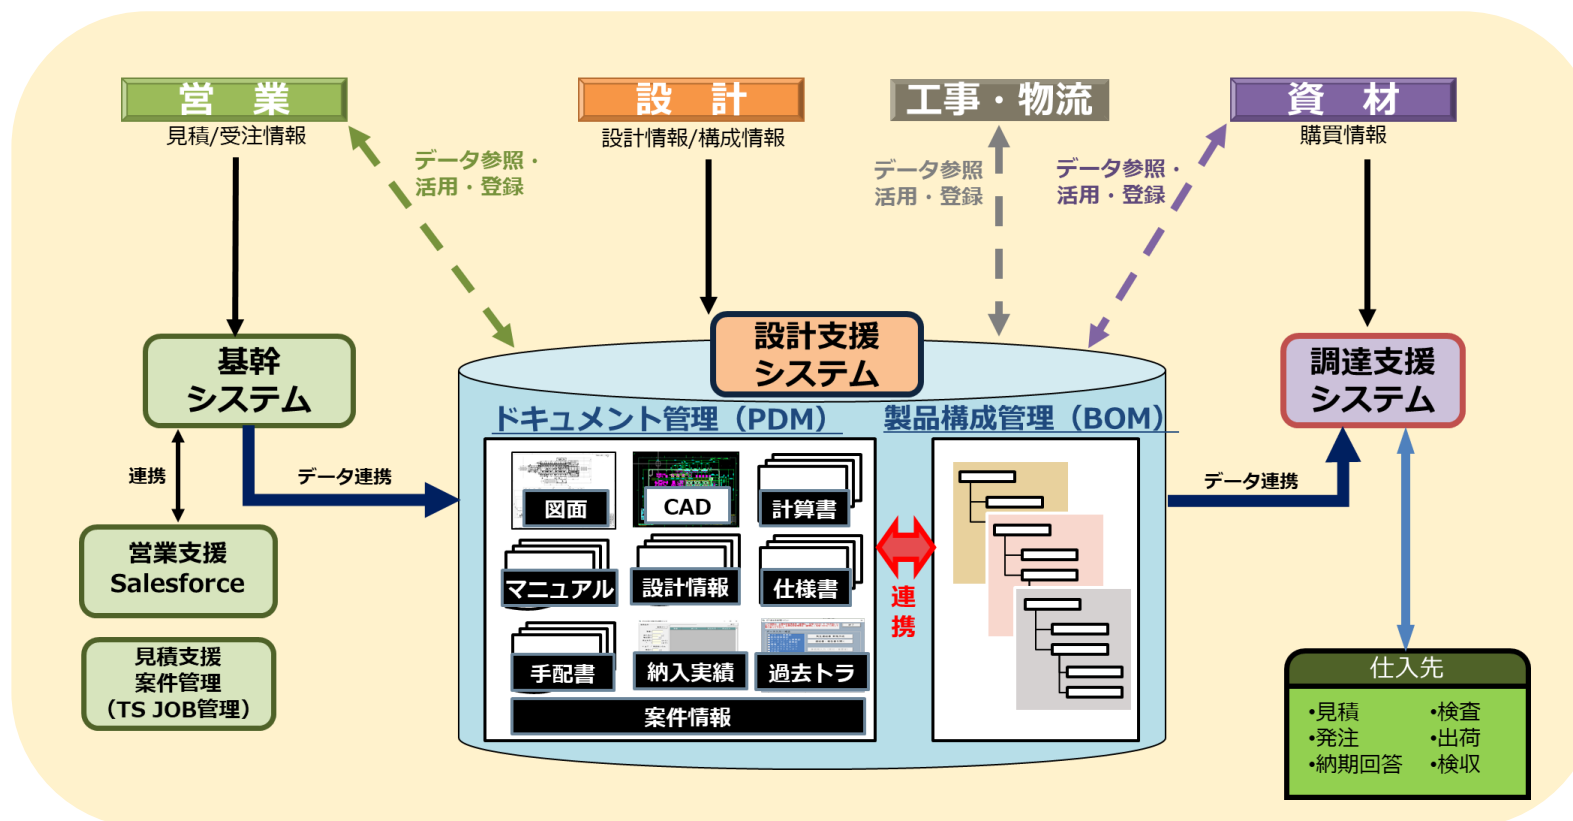 営　業
見積/受注情報
設　計
設計情報/構成情報
工事・物流
資　材
購買情報
データ参照・
活用・登録
データ参照
活用・登録
データ参照・
活用・登録
基幹
システム
設計支援
システム
調達支援
システム
連携
データ連携
データ連携
営業支援
Salesforce
見積支援
案件管理
（TS JOB管理）
ドキュメント管理（PDM）
図面
CAD
計算書
マニュアル
設計情報
仕様書
手配書
納入実績
過去トラ
案件情報
連
携
製品構成管理（BOM）
仕入先
•見積
•発注
•納期回答
•検査
•出荷
•検収